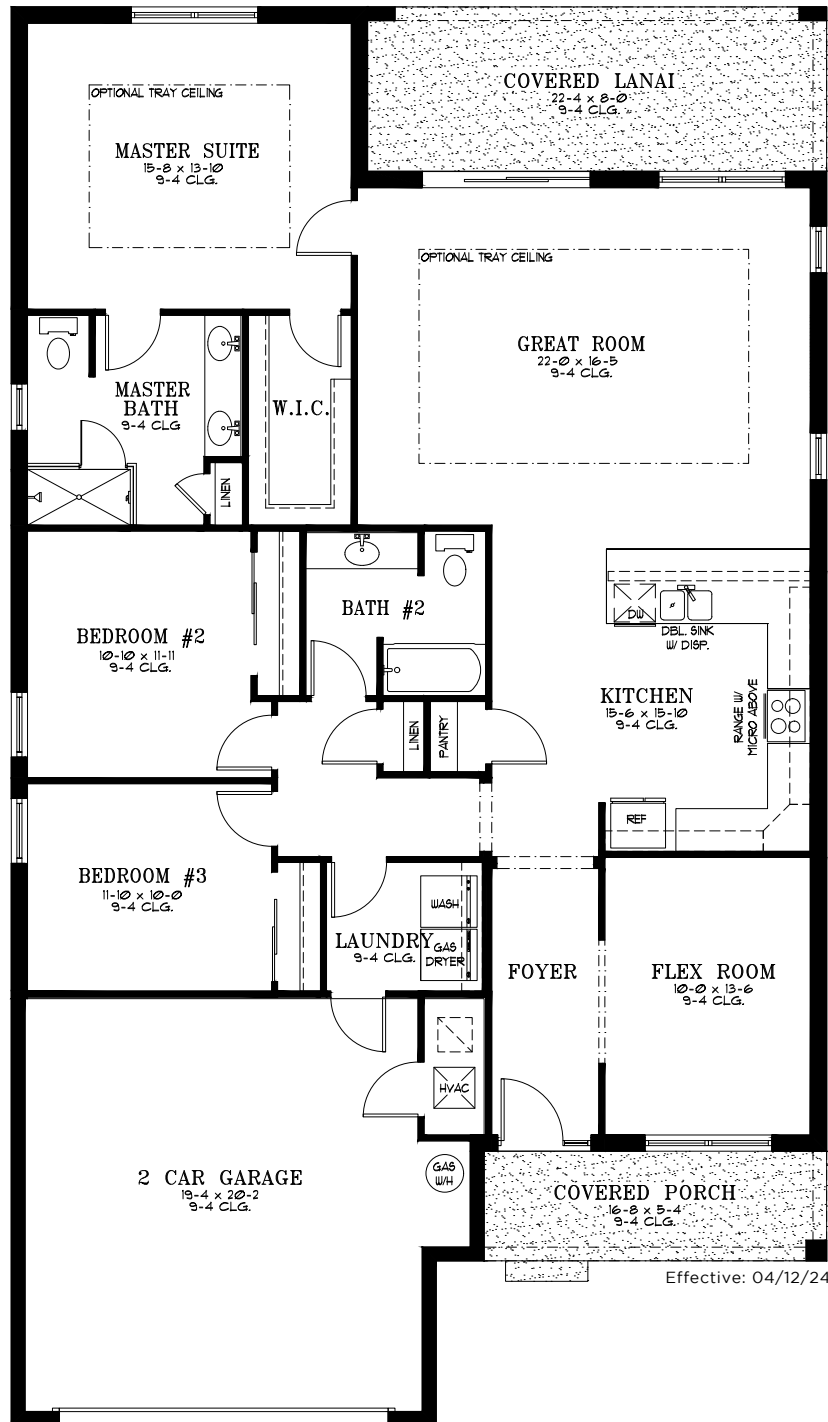 COVERED LANAI
22-4 x 8-0
9-4 CLG.
OPTIONAL TRAY CEILING
MASTER SUITE
15-8 x 13-10
9-4 CLG.
OPTIONAL TRAY CEILING
GREAT ROOM
22-0 x 16-5
9-4 CLG.
MASTER
BATH
9-4 CLG
W.I.C.
LINEN
BATH #2
BEDROOM #2
10-10 x 11-11
9-4 CLG.
DW
DBL. SINK
W/ DISP.
KITCHEN
15-6 x 15-10
9-4 CLG.
RANGE W/
MICRO ABOVE
LINEN
PANTRY
REF
BEDROOM #3
11-10 x 10-0
9-4 CLG.
WASH
LAUNDRY
9-4 CLG.
GAS
DRYER
FOYER
FLEX ROOM
10-0 x 13-6
9-4 CLG.
HVAC
2 CAR GARAGE
19-4 x 20-2
9-4 CLG.
GAS
W/H
COVERED PORCH
16-8 x 5-4
9-4 CLG.
Effective: 04/12/24